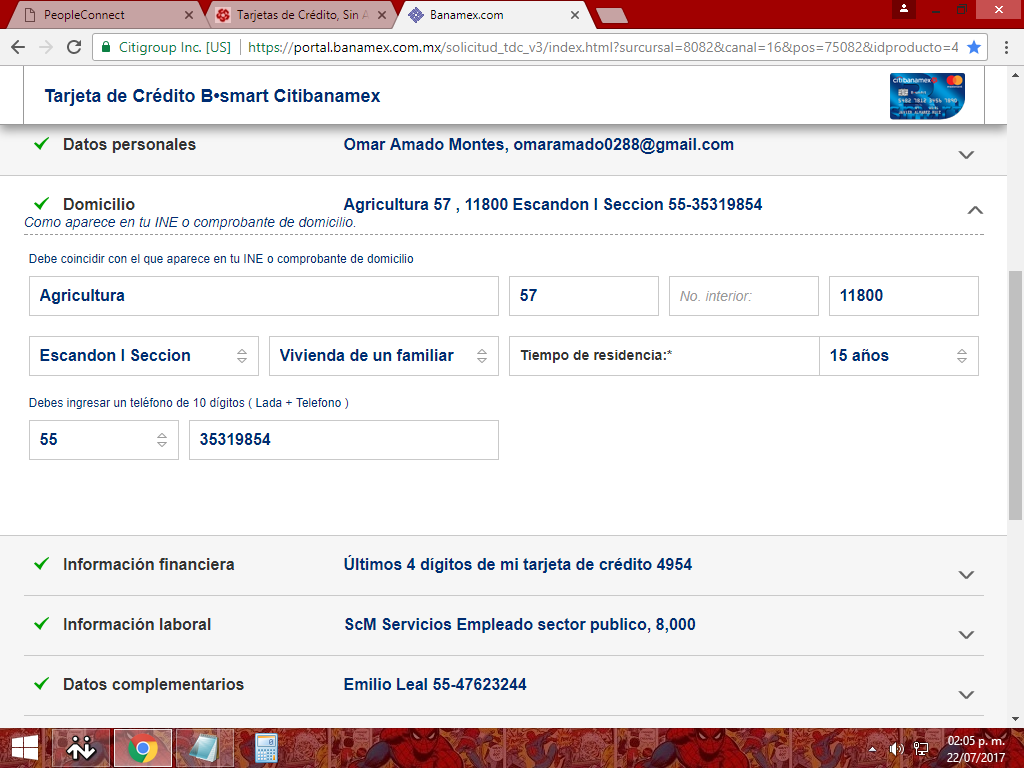 PeopleConnect
Tarjetas de Crédito, Sin A
Banamex.com
Citigroup Inc. [US] https://portal.banamex.com.mx/solicitud_tdc_v3/index.html?surcursal=8082&canal=16&pos=75082&idproducto=4
Tarjeta de Crédito B•smart Citibanamex
citibanamex
Datos personales Omar Amado Montes, omaramado0288@gmail.com
Domicilio Agricultura 57 , 11800 Escandon I Seccion 55-35319854
Como aparece en tu INE o comprobante de domicilio.
Debe coincidir con el que aparece en tu INE o comprobante de domicilio
Agricultura 57 No. interior: 11800
Escandon I Seccion Vivienda de un familiar Tiempo de residencia:* 15 años
Debes ingresar un teléfono de 10 dígitos ( Lada + Telefono )
55 35319854
Información financiera Últimos 4 dígitos de mi tarjeta de crédito 4954
Información laboral ScM Servicios Empleado sector publico, 8,000
Datos complementarios Emilio Leal 55-47623244
02:05 p. m.
22/07/2017